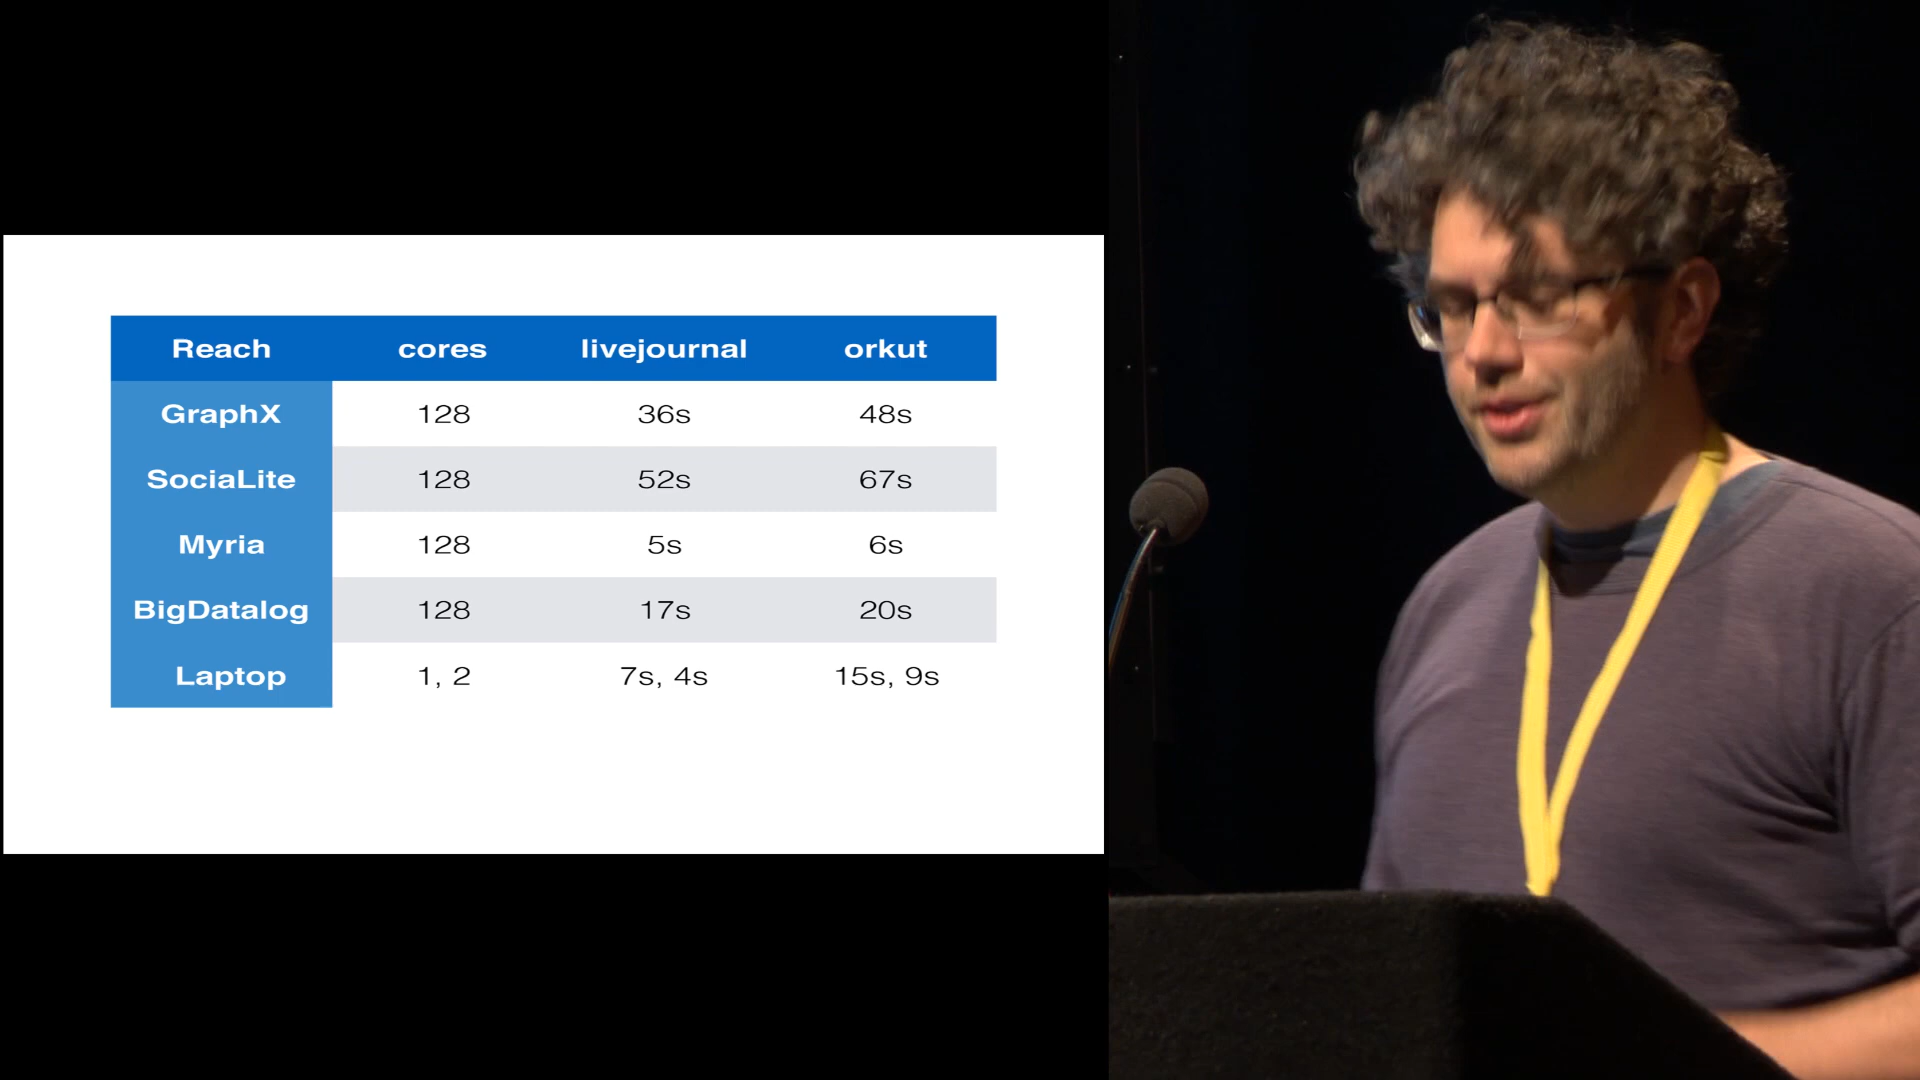 Reach cores livejournal orkut
GraphX 128 36s 48s
SociaLite 128 52s 67s
Myria 128 5s 6s
BigDatalog 128 17s 20s
Laptop 1, 2 7s, 4s 15s, 9s